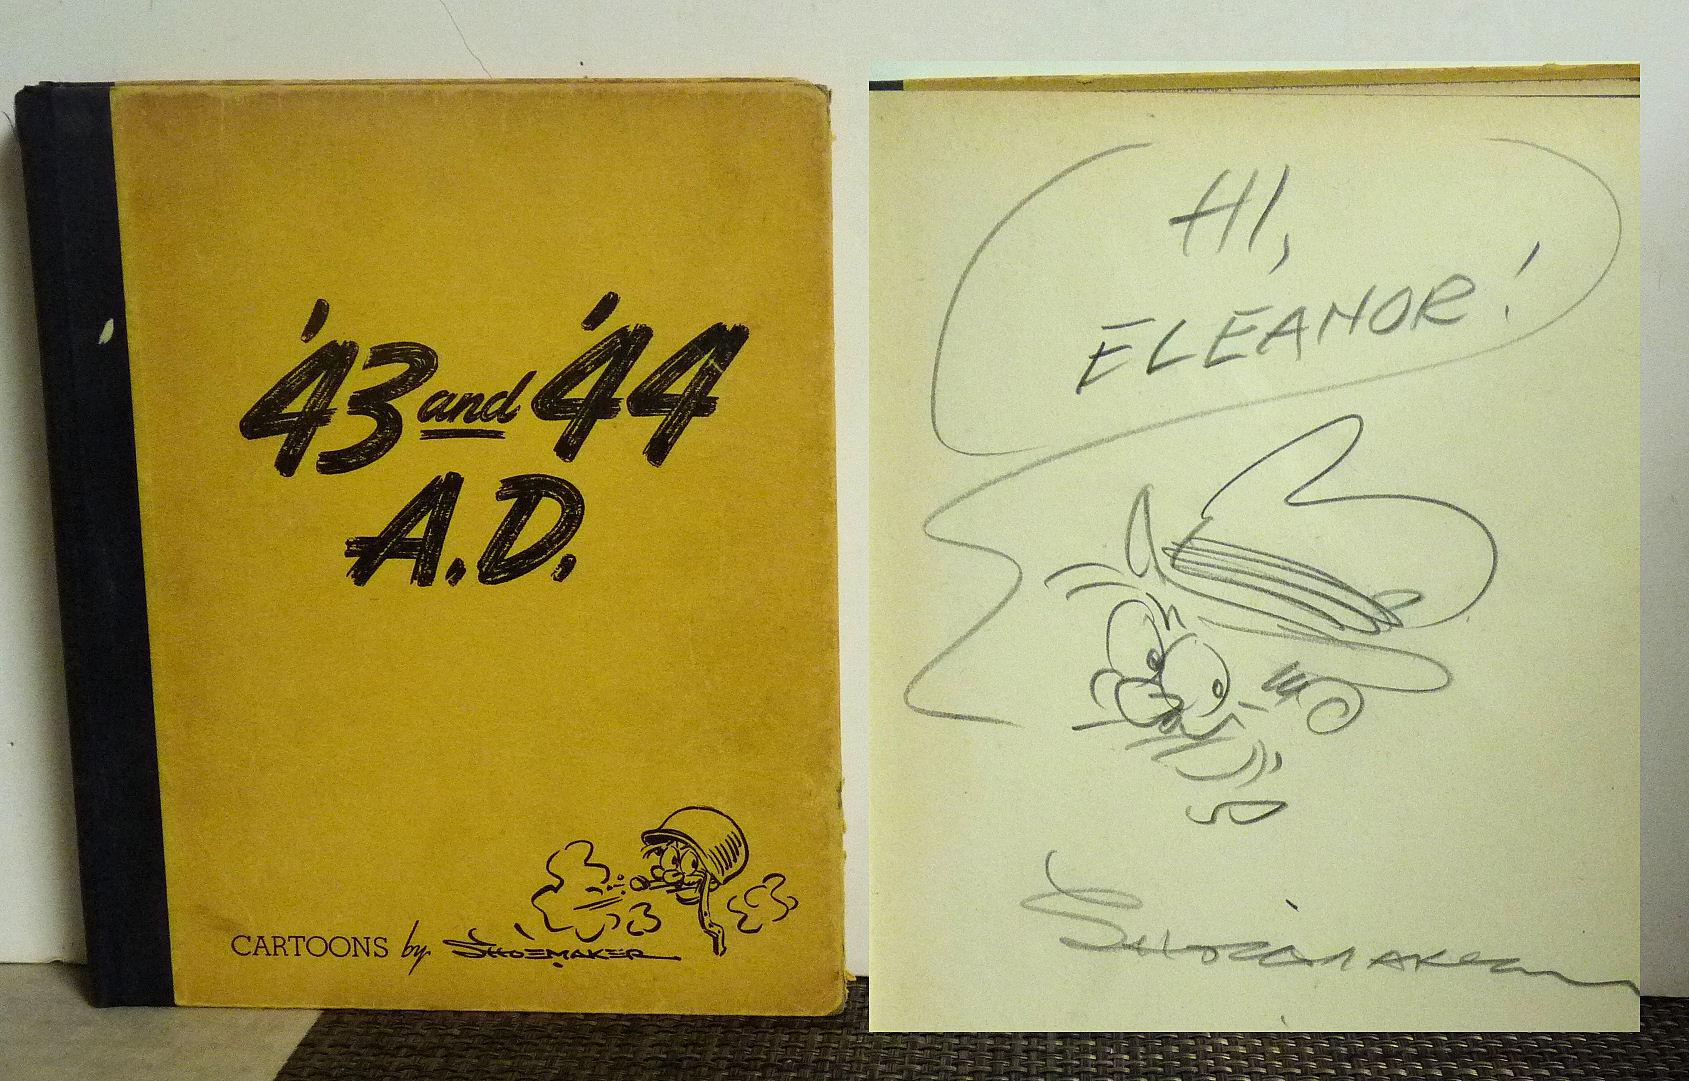 '43 and '44
A.D.
CARTOONS by SHOEMAKER
HI,
ELEANOR!
SHOEMAKER